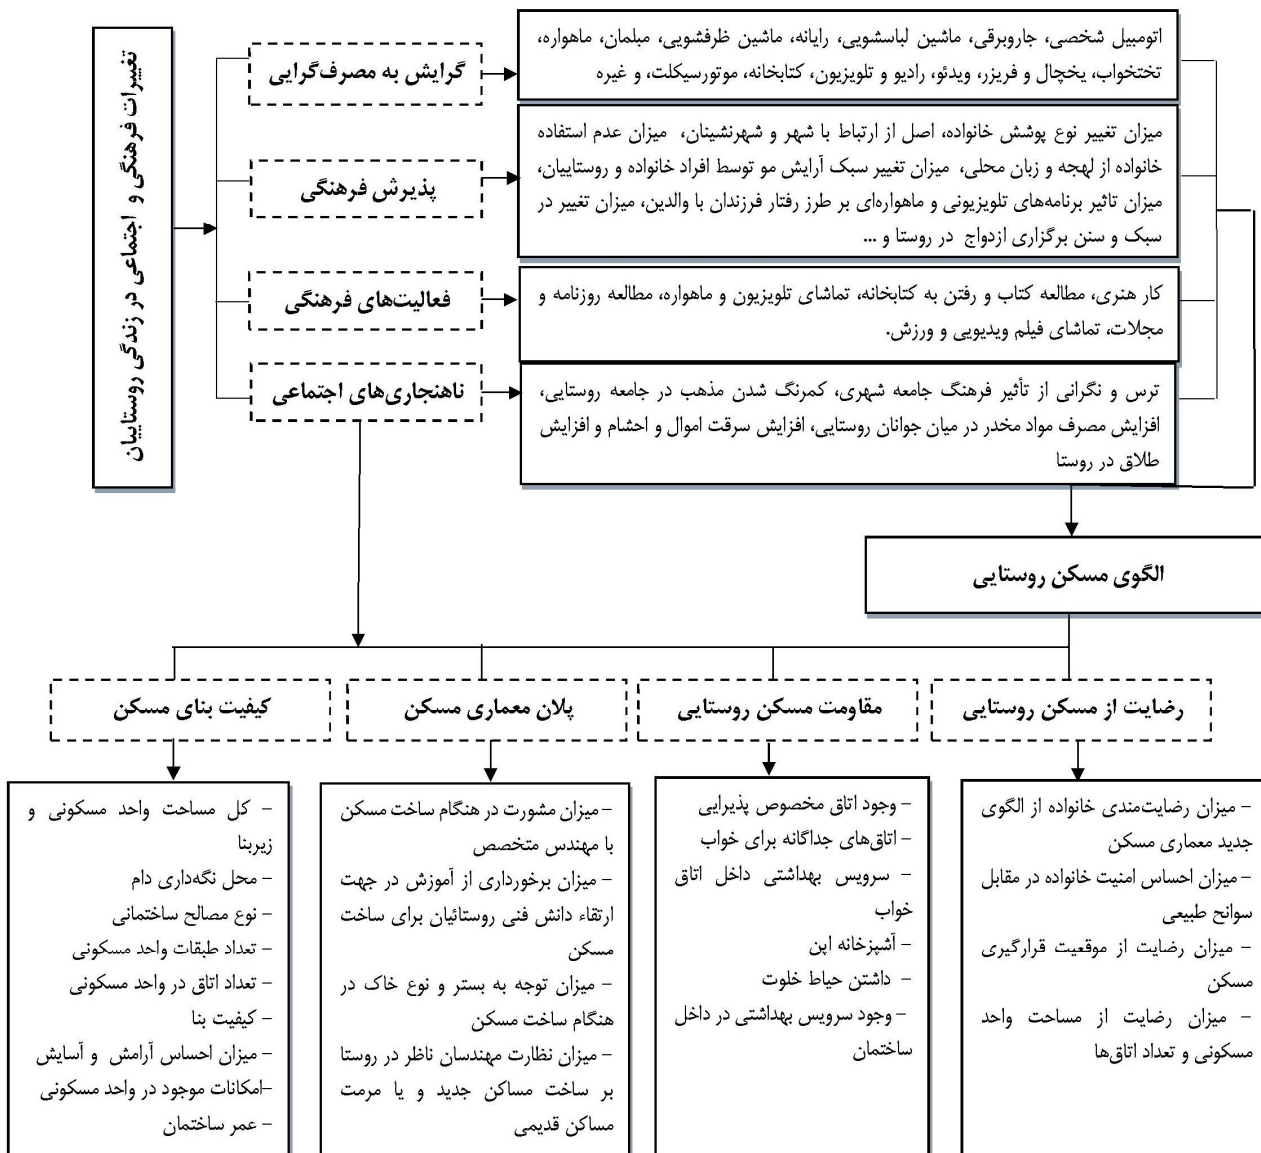 تغییرات فرهنگی و اجتماعی در زندگی روستاییان
گرایش به مصرف‌گرایی
اتومبیل شخصی، جاروبرقی، ماشین لباسشویی، رایانه، ماشین ظرفشویی، مبلمان، ماهواره،
تختخواب، یخچال و فریزر، ویدئو، رادیو و تلویزیون، کتابخانه، موتورسیکلت، و غیره
پذیرش فرهنگی
میزان تغییر نوع پوشش خانواده، اصل از ارتباط با شهر و شهرنشینان، میزان عدم استفاده
خانواده از لهجه و زبان محلی، میزان تغییر سبک آرایش مو توسط افراد خانواده و روستاییان،
میزان تاثیر برنامه‌های تلویزیونی و ماهواره‌ای بر طرز رفتار فرزندان با والدین، میزان تغییر در
سبک و سنن برگزاری ازدواج در روستا و ...
فعالیت‌های فرهنگی
کار هنری، مطالعه کتاب و رفتن به کتابخانه، تماشای تلویزیون و ماهواره، مطالعه روزنامه و
مجلات، تماشای فیلم ویدیویی و ورزش.
ناهنجاری‌های اجتماعی
ترس و نگرانی از تأثیر فرهنگ جامعه شهری، کمرنگ شدن مذهب در جامعه روستایی،
افزایش مصرف مواد مخدر در میان جوانان روستایی، افزایش سرقت اموال و احشام و افزایش
طلاق در روستا
الگوی مسکن روستایی
رضایت از مسکن روستایی
– میزان رضایت‌مندی خانواده از الگوی
جدید معماری مسکن
– میزان احساس امنیت خانواده در مقابل
سوانح طبیعی
– میزان رضایت از موقعیت قرارگیری
مسکن
– میزان رضایت از مساحت واحد
مسکونی و تعداد اتاق‌ها
مقاومت مسکن روستایی
– وجود اتاق مخصوص پذیرایی
– اتاق‌های جداگانه برای خواب
– سرویس بهداشتی داخل اتاق
خواب
– آشپزخانه اپن
– داشتن حیاط خلوت
– وجود سرویس بهداشتی در داخل
ساختمان
پلان معماری مسکن
– میزان مشورت در هنگام ساخت مسکن
با مهندس متخصص
– میزان برخورداری از آموزش در جهت
ارتقاء دانش فنی روستائیان برای ساخت
مسکن
– میزان توجه به بستر و نوع خاک در
هنگام ساخت مسکن
– میزان نظارت مهندسان ناظر در روستا
بر ساخت مساکن جدید و یا مرمت
مساکن قدیمی
کیفیت بنای مسکن
– کل مساحت واحد مسکونی و
زیربنا
– محل نگه‌داری دام
– نوع مصالح ساختمانی
– تعداد طبقات واحد مسکونی
– تعداد اتاق در واحد مسکونی
– کیفیت بنا
– میزان احساس آرامش و آسایش
–امکانات موجود در واحد مسکونی
– عمر ساختمان